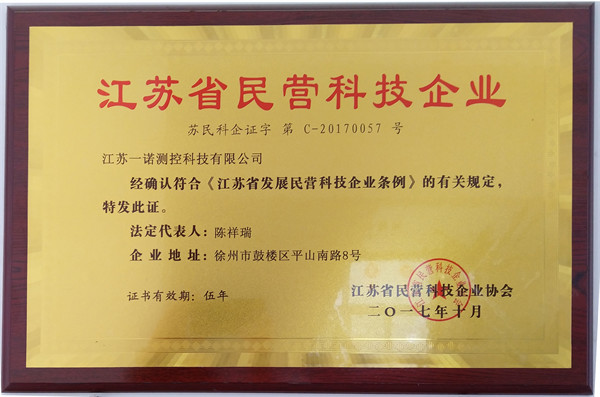 江苏省民营科技企业
苏民科企证字 第 C-20170057 号
江苏一诺测控科技有限公司
经确认符合《江苏省发展民营科技企业条例》的有关规定，
特发此证。
法定代表人：陈祥瑞
企业地址：徐州市鼓楼区平山南路8号
证书有效期：伍年
江苏省民营科技企业协会
二〇一七年十月